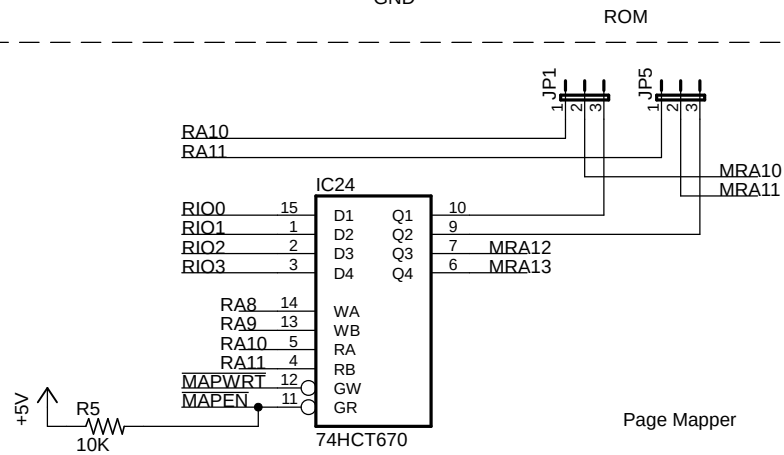 GND
ROM
JP1
JP5
1
2
3
1
2
3
RA10
RA11
MRA10
MRA11
IC24
RIO0 15 D1 Q1 10
RIO1 1 D2 Q2 9
RIO2 2 D3 Q3 7 MRA12
RIO3 3 D4 Q4 6 MRA13
RA8 14 WA
RA9 13 WB
RA10 5 RA
RA11 4 RB
MAPWRT 12 GW
MAPEN 11 GR
+5V
R5
10K
74HCT670
Page Mapper